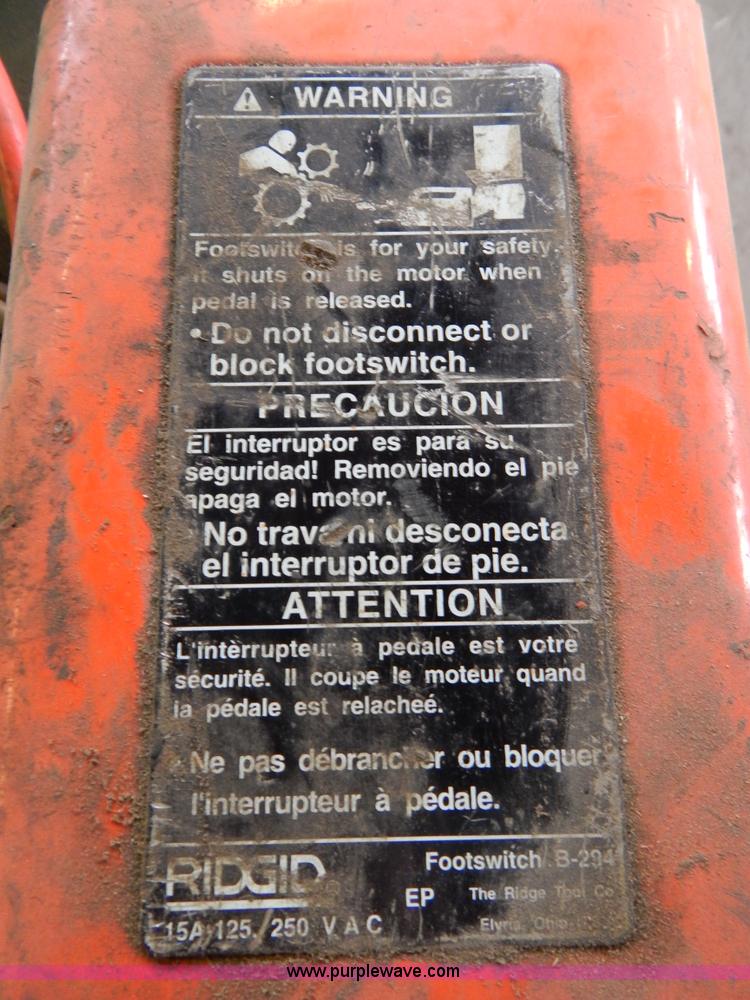 WARNING
Footswitch is for your safety.
It shuts off the motor when
pedal is released.
• Do not disconnect or
block footswitch.
PRECAUCION
El interruptor es para su
seguridad! Removiendo el pie
apaga el motor.
No trava ni desconecta
el interruptor de pie.
ATTENTION
L'intèrrupteur à pedale est votre
sécurité. Il coupe le moteur quand
la pédale est relacheé.
• Ne pas débrancher ou bloquer
l'interrupteur à pédale.
RIDGID
Footswitch B-294
EP The Ridge Tool Co
15A 125/250 VAC
Elyria, Ohio
www.purplewave.com